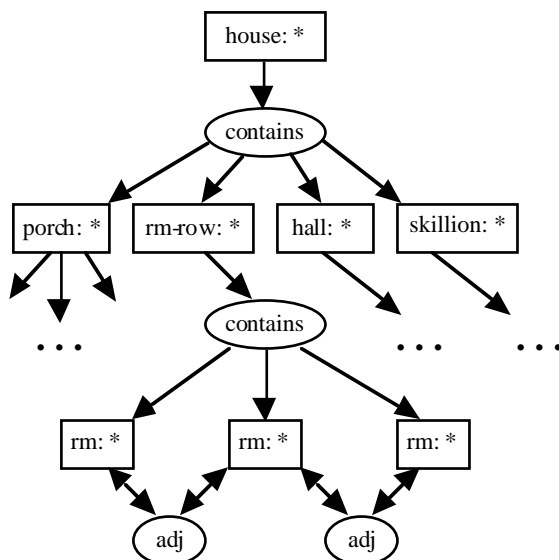 house: *
contains
porch: * rm-row: * hall: * skillion: *
contains
... ... ...
rm: * rm: * rm: *
adj adj